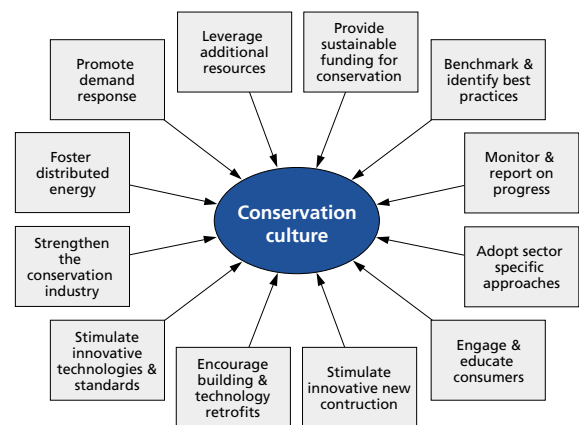 Leverage
additional
resources
Provide
sustainable
funding for
conservation
Promote
demand
response
Benchmark &
identify best
practices
Foster
distributed
energy
Monitor &
report on
progress
Conservation
culture
Strengthen
the
conservation
industry
Adopt sector
specific
approaches
Stimulate
innovative
technologies &
standards
Encourage
building &
technology
retrofits
Stimulate
innovative new
contruction
Engage &
educate
consumers